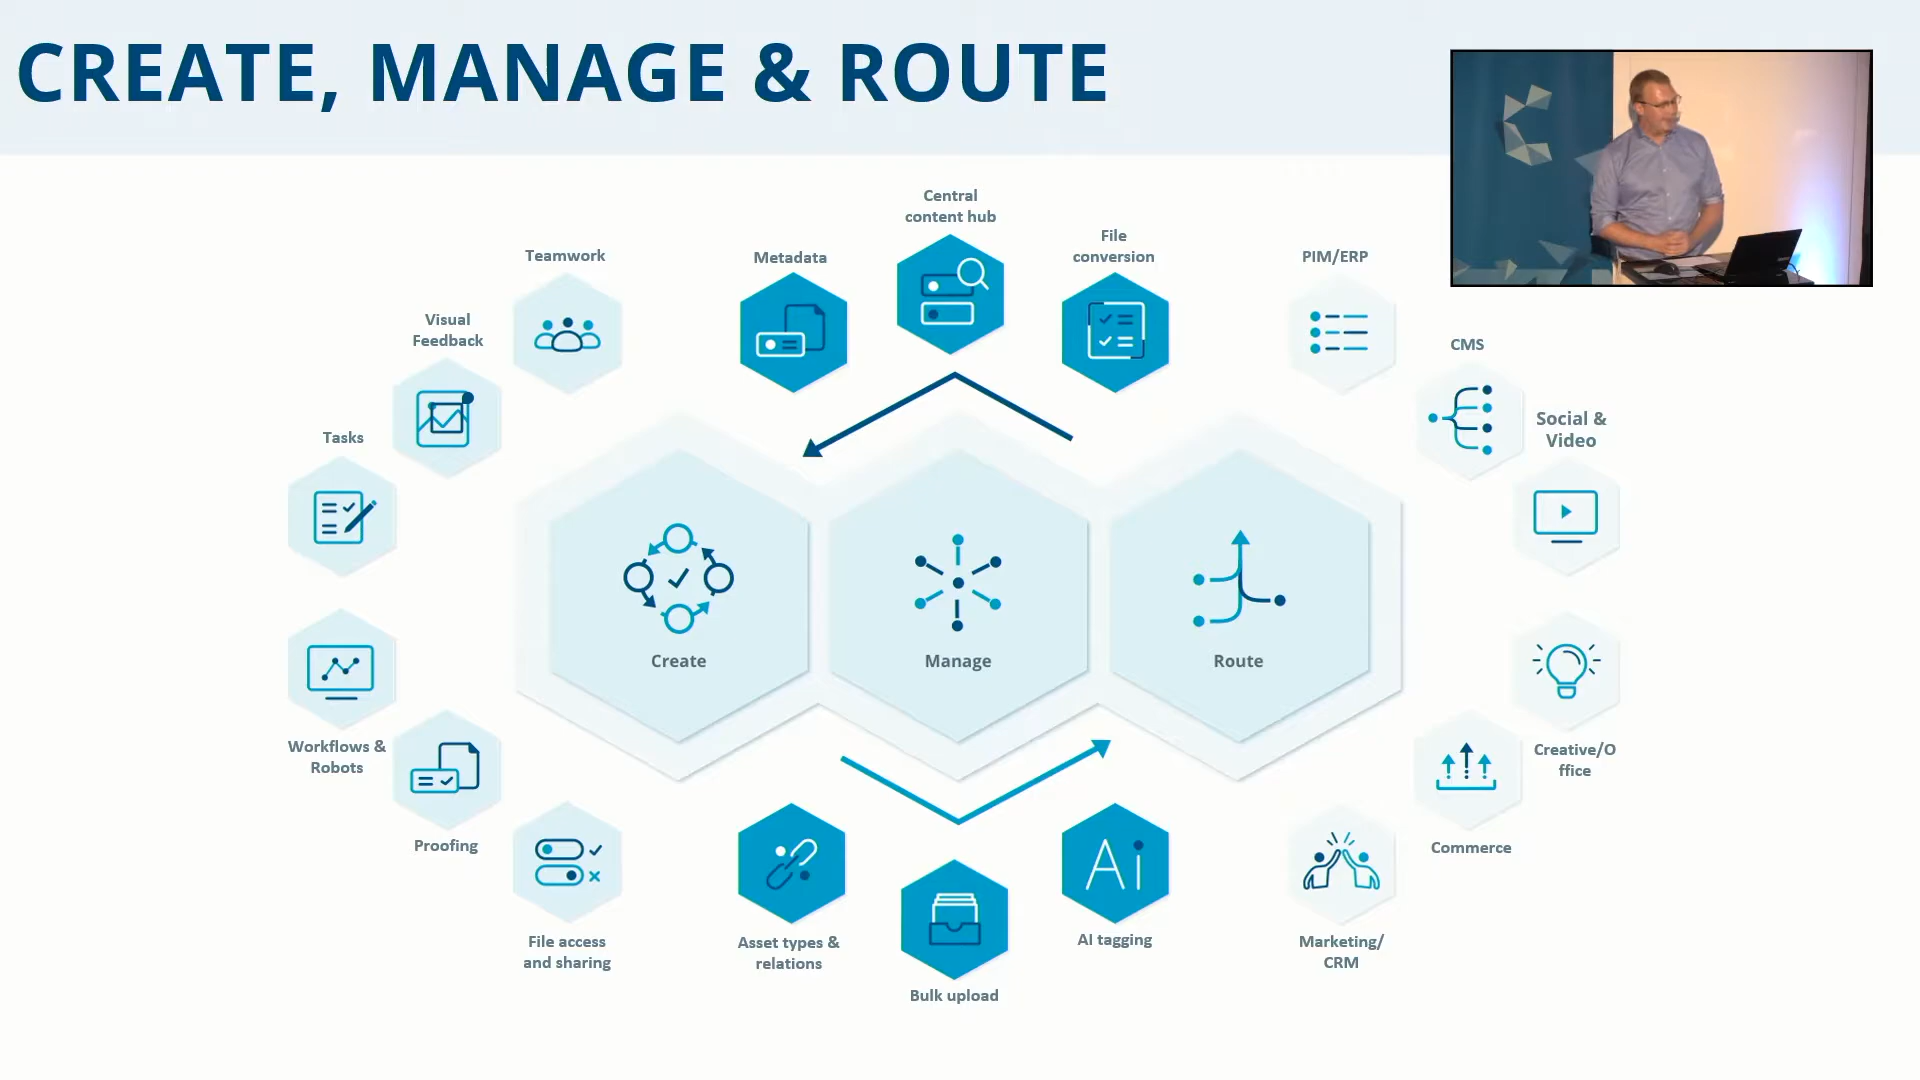 CREATE, MANAGE & ROUTE
Central
content hub
Teamwork
Metadata
File
conversion
PIM/ERP
Visual
Feedback
CMS
Tasks
Social &
Video
Create
Manage
Route
Workflows &
Robots
Creative/O
ffice
Proofing
Commerce
File access
and sharing
Asset types &
relations
Ai
AI tagging
Marketing/
CRM
Bulk upload